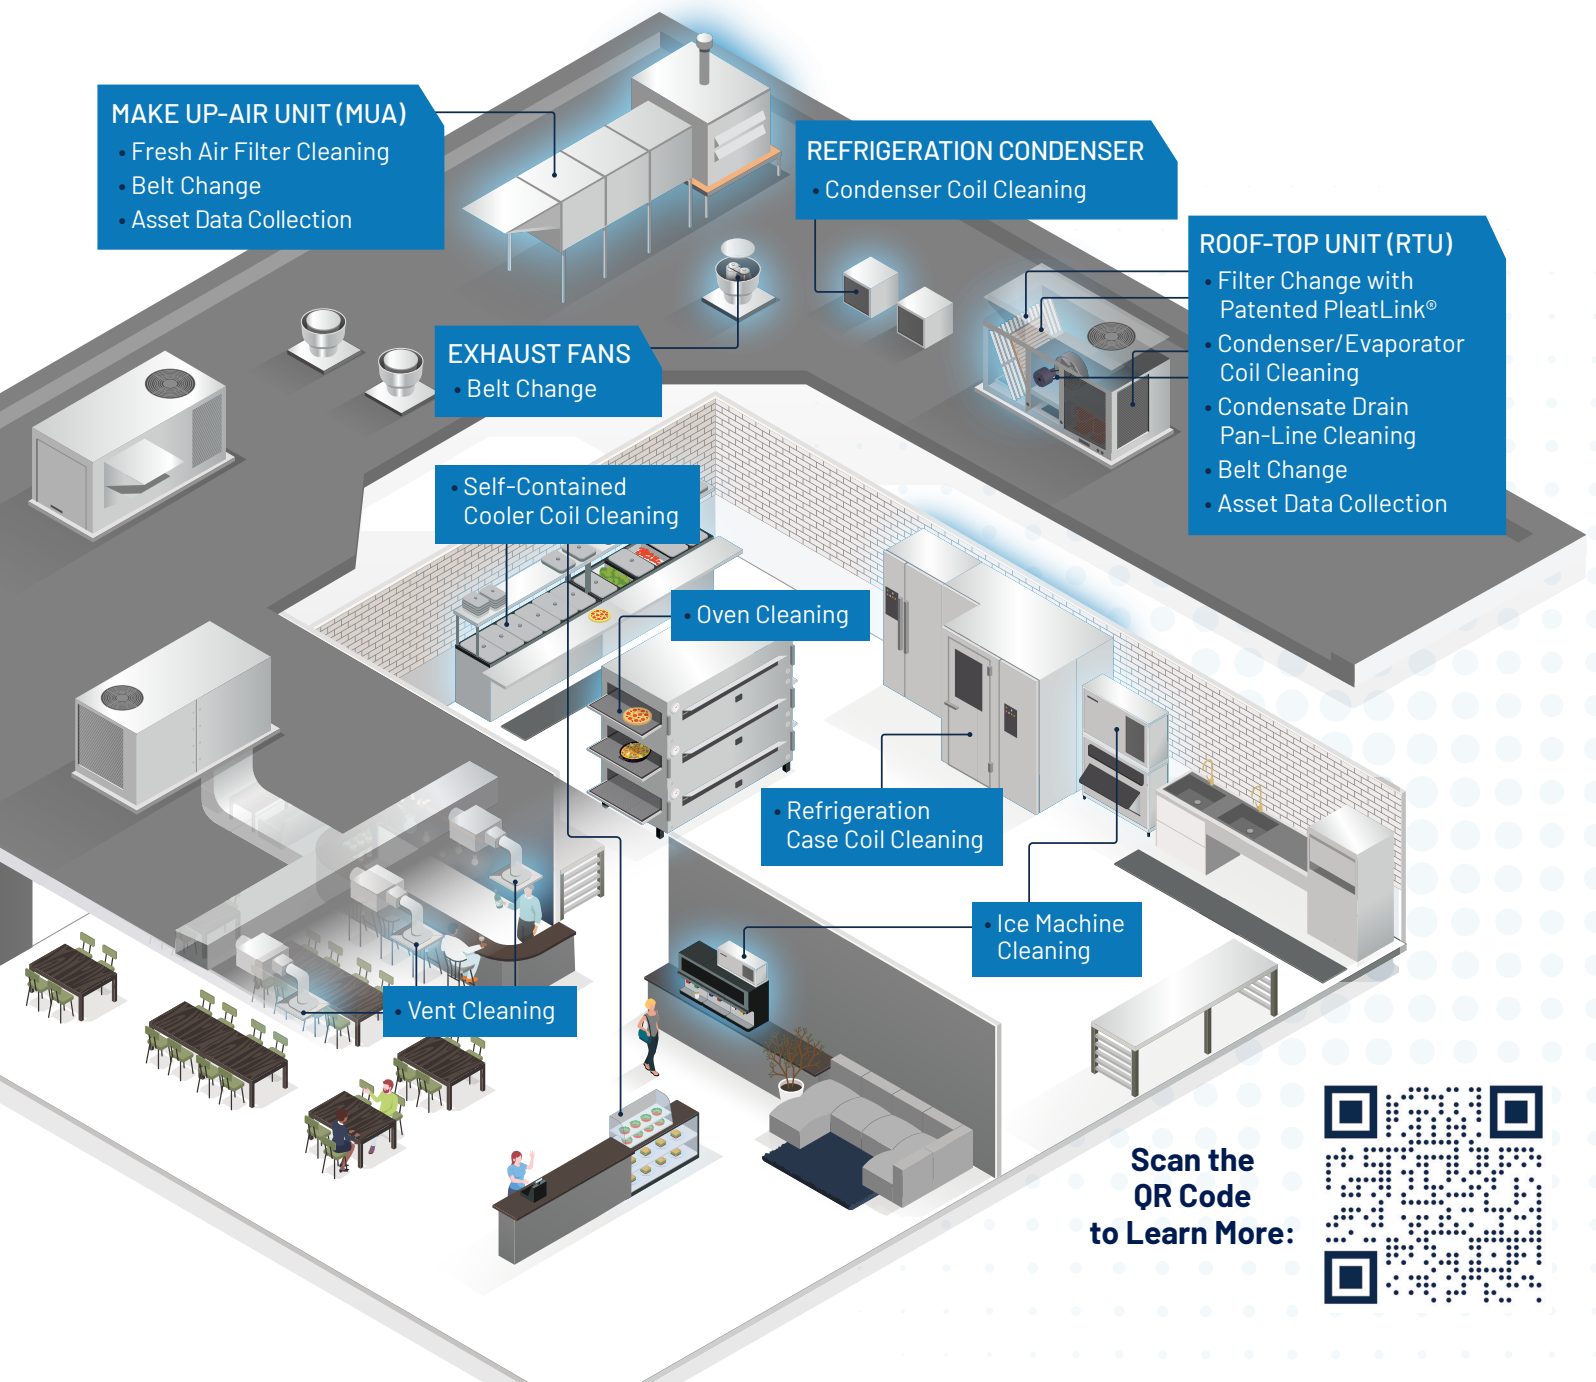 MAKE UP-AIR UNIT (MUA)
• Fresh Air Filter Cleaning
• Belt Change
• Asset Data Collection
REFRIGERATION CONDENSER
• Condenser Coil Cleaning
ROOF-TOP UNIT (RTU)
• Filter Change with
Patented PleatLink®
• Condenser/Evaporator
Coil Cleaning
• Condensate Drain
Pan-Line Cleaning
• Belt Change
• Asset Data Collection
EXHAUST FANS
• Belt Change
• Self-Contained
Cooler Coil Cleaning
• Oven Cleaning
• Refrigeration
Case Coil Cleaning
• Ice Machine
Cleaning
• Vent Cleaning
Scan the
QR Code
to Learn More: